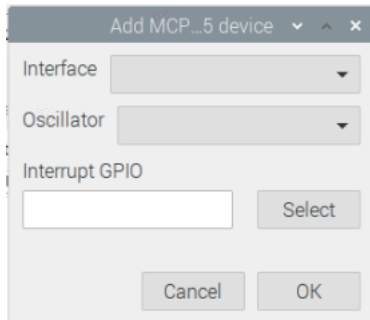 Add MCP...5 device
Interface
Oscillator
Interrupt GPIO
Select
Cancel OK